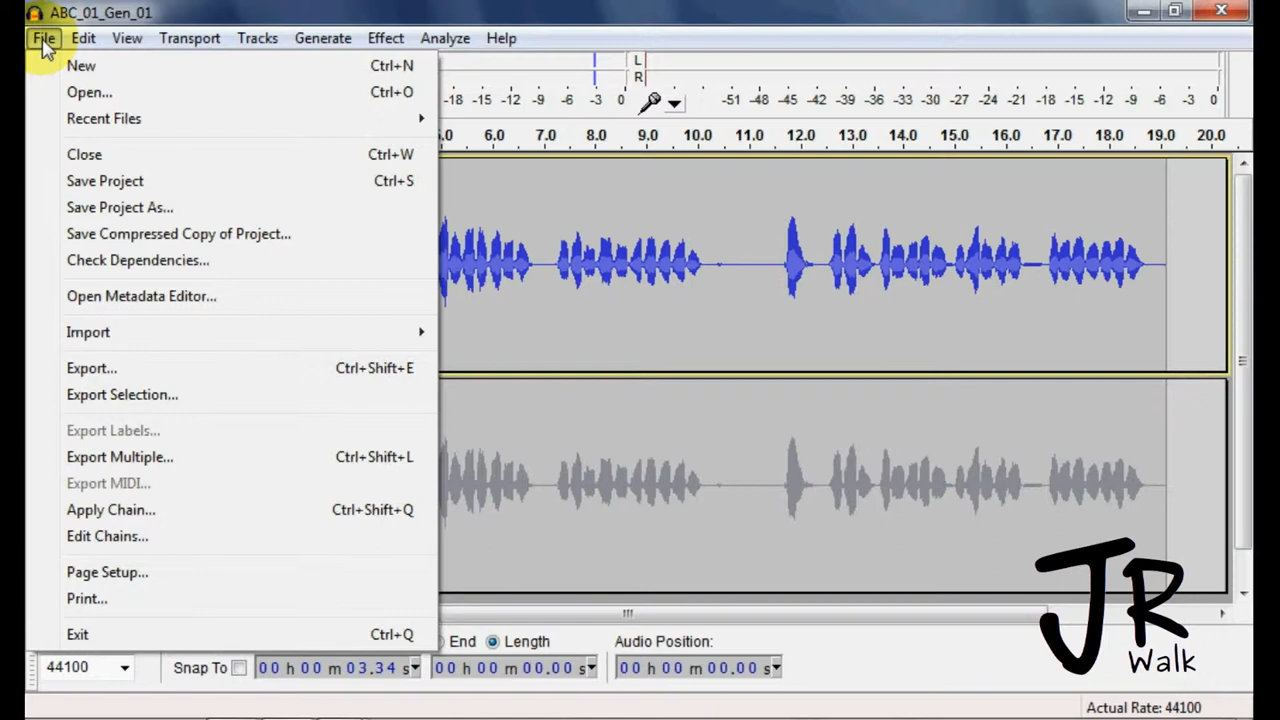 ABC_01_Gen_01
File Edit View Transport Tracks Generate Effect Analyze Help
New Ctrl+N
Open... Ctrl+O
Recent Files
Close Ctrl+W
Save Project Ctrl+S
Save Project As...
Save Compressed Copy of Project...
Check Dependencies...
Open Metadata Editor...
Import
Export... Ctrl+Shift+E
Export Selection...
Export Labels...
Export Multiple... Ctrl+Shift+L
Export MIDI...
Apply Chain... Ctrl+Shift+Q
Edit Chains...
Page Setup...
Print...
Exit Ctrl+Q
L
R
-18 -15 -12 -9 -6 -3 0 -51 -48 -45 -42 -39 -36 -33 -30 -27 -24 -21 -18 -15 -12 -9 -6 -3 0
6.0 7.0 8.0 9.0 10.0 11.0 12.0 13.0 14.0 15.0 16.0 17.0 18.0 19.0 20.0
JR
Walk
End Length Audio Position:
44100 Snap To 00 h 00 m 03.34 s 00 h 00 m 00.00 s 00 h 00 m 00.00 s
Actual Rate: 44100